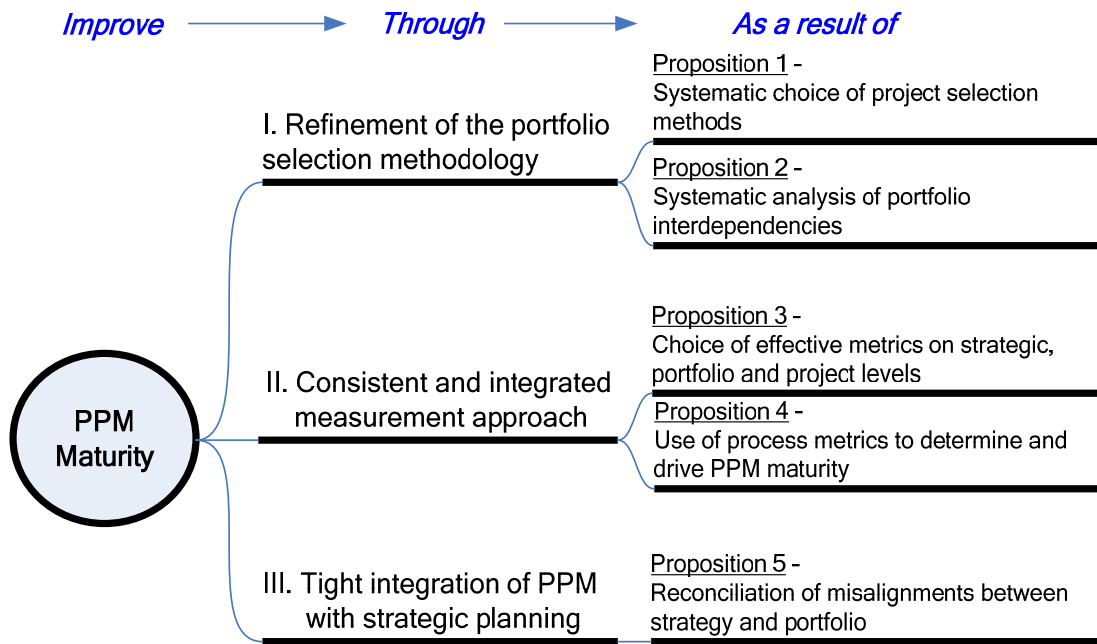 Improve
Through
As a result of
Proposition 1 -
Systematic choice of project selection
methods
I. Refinement of the portfolio
selection methodology
Proposition 2 -
Systematic analysis of portfolio
interdependencies
Proposition 3 -
Choice of effective metrics on strategic,
portfolio and project levels
II. Consistent and integrated
measurement approach
PPM
Maturity
Proposition 4 -
Use of process metrics to determine and
drive PPM maturity
III. Tight integration of PPM
with strategic planning
Proposition 5 -
Reconciliation of misalignments between
strategy and portfolio